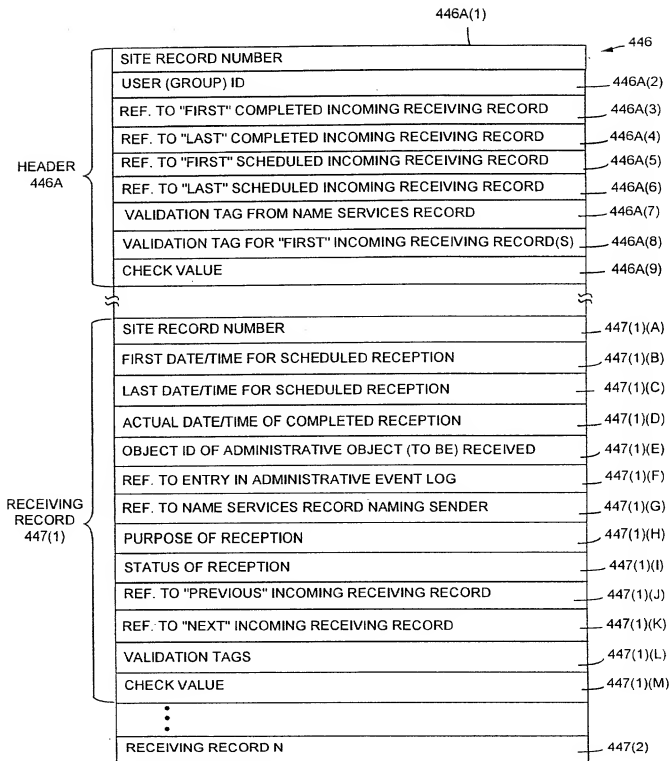 446A(1)
446
SITE RECORD NUMBER
USER (GROUP) ID
446A(2)
REF. TO "FIRST" COMPLETED INCOMING RECEIVING RECORD
446A(3)
REF. TO "LAST" COMPLETED INCOMING RECEIVING RECORD
446A(4)
REF. TO "FIRST" SCHEDULED INCOMING RECEIVING RECORD
446A(5)
HEADER
446A
REF. TO "LAST" SCHEDULED INCOMING RECEIVING RECORD
446A(6)
VALIDATION TAG FROM NAME SERVICES RECORD
446A(7)
VALIDATION TAG FOR "FIRST" INCOMING RECEIVING RECORD(S)
446A(8)
CHECK VALUE
446A(9)
SITE RECORD NUMBER
447(1)(A)
FIRST DATE/TIME FOR SCHEDULED RECEPTION
447(1)(B)
LAST DATE/TIME FOR SCHEDULED RECEPTION
447(1)(C)
ACTUAL DATE/TIME OF COMPLETED RECEPTION
447(1)(D)
OBJECT ID OF ADMINISTRATIVE OBJECT (TO BE) RECEIVED
447(1)(E)
REF. TO ENTRY IN ADMINISTRATIVE EVENT LOG
447(1)(F)
RECEIVING
RECORD
447(1)
REF. TO NAME SERVICES RECORD NAMING SENDER
447(1)(G)
PURPOSE OF RECEPTION
447(1)(H)
STATUS OF RECEPTION
447(1)(I)
REF. TO "PREVIOUS" INCOMING RECEIVING RECORD
447(1)(J)
REF. TO "NEXT" INCOMING RECEIVING RECORD
447(1)(K)
VALIDATION TAGS
447(1)(L)
CHECK VALUE
447(1)(M)
RECEIVING RECORD N
447(2)